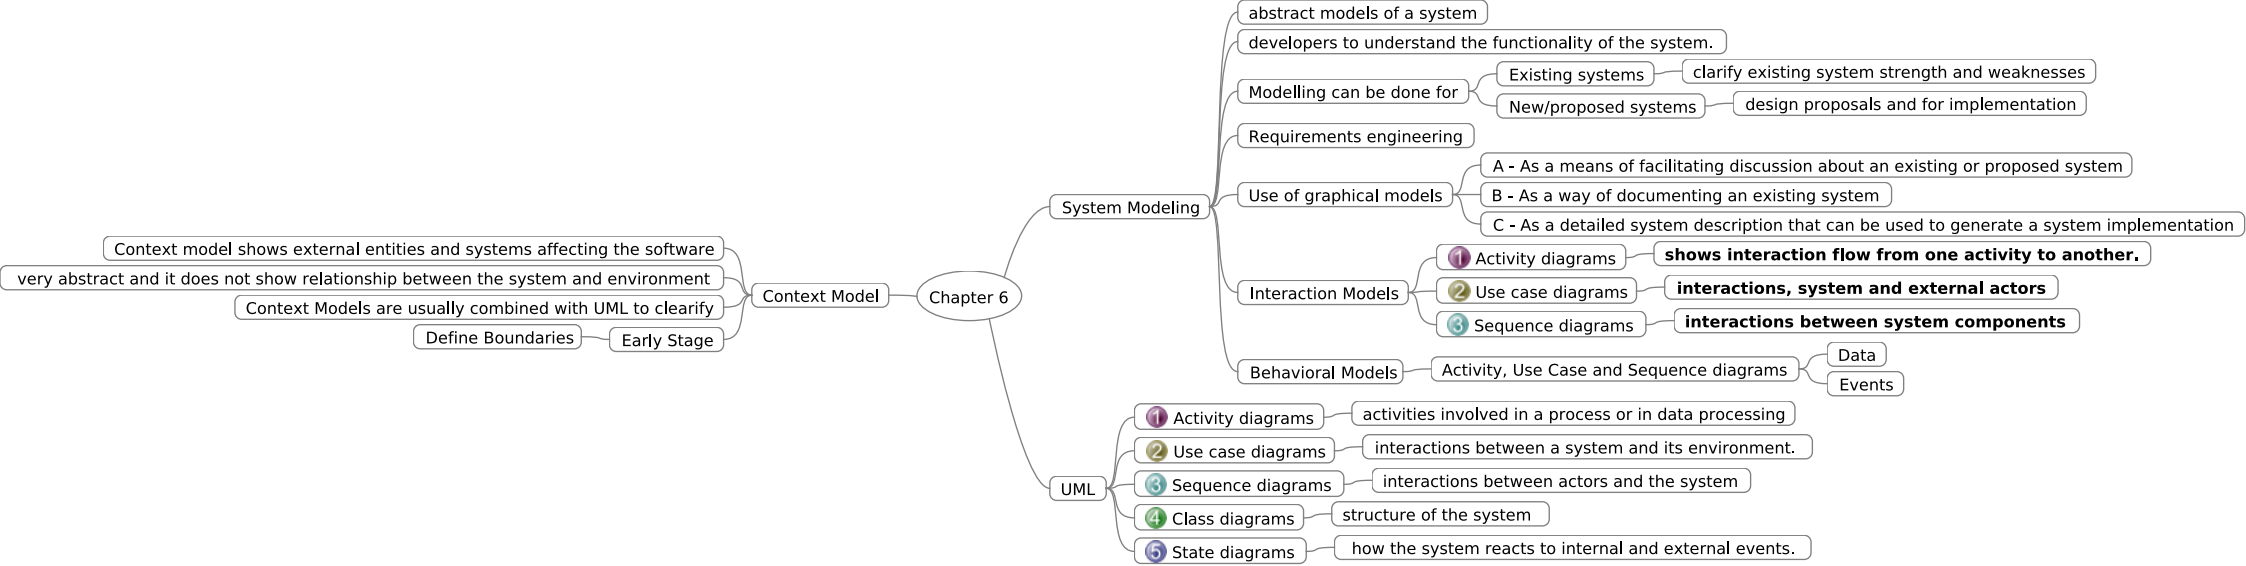 Chapter 6
System Modeling
abstract models of a system
developers to understand the functionality of the system.
Modelling can be done for
Existing systems
clarify existing system strength and weaknesses
New/proposed systems
design proposals and for implementation
Requirements engineering
Use of graphical models
A - As a means of facilitating discussion about an existing or proposed system
B - As a way of documenting an existing system
C - As a detailed system description that can be used to generate a system implementation
Interaction Models
1 Activity diagrams
shows interaction flow from one activity to another.
2 Use case diagrams
interactions, system and external actors
3 Sequence diagrams
interactions between system components
Behavioral Models
Activity, Use Case and Sequence diagrams
Data
Events
UML
1 Activity diagrams
activities involved in a process or in data processing
2 Use case diagrams
interactions between a system and its environment.
3 Sequence diagrams
interactions between actors and the system
4 Class diagrams
structure of the system
5 State diagrams
how the system reacts to internal and external events.
Context Model
Context model shows external entities and systems affecting the software
very abstract and it does not show relationship between the system and environment
Context Models are usually combined with UML to clearify
Early Stage
Define Boundaries